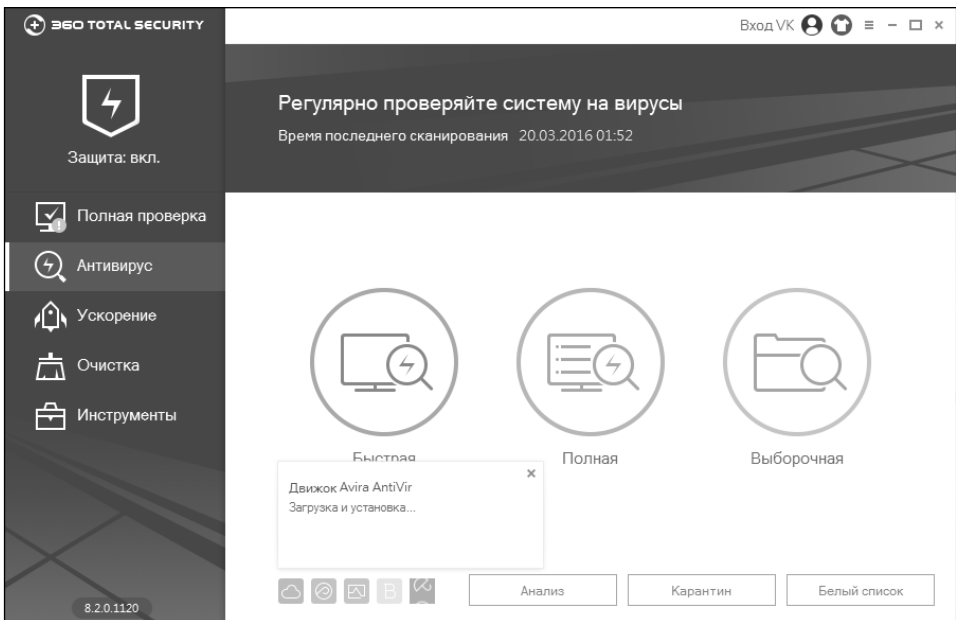 360 TOTAL SECURITY
Вход VK
Защита: вкл.
Регулярно проверяйте систему на вирусы
Время последнего сканирования 20.03.2016 01:52
Полная проверка
Антивирус
Ускорение
Очистка
Инструменты
Быстрая
Полная
Выборочная
Движок Avira AntiVir
Загрузка и установка...
B
Анализ
Карантин
Белый список
8.2.0.1120